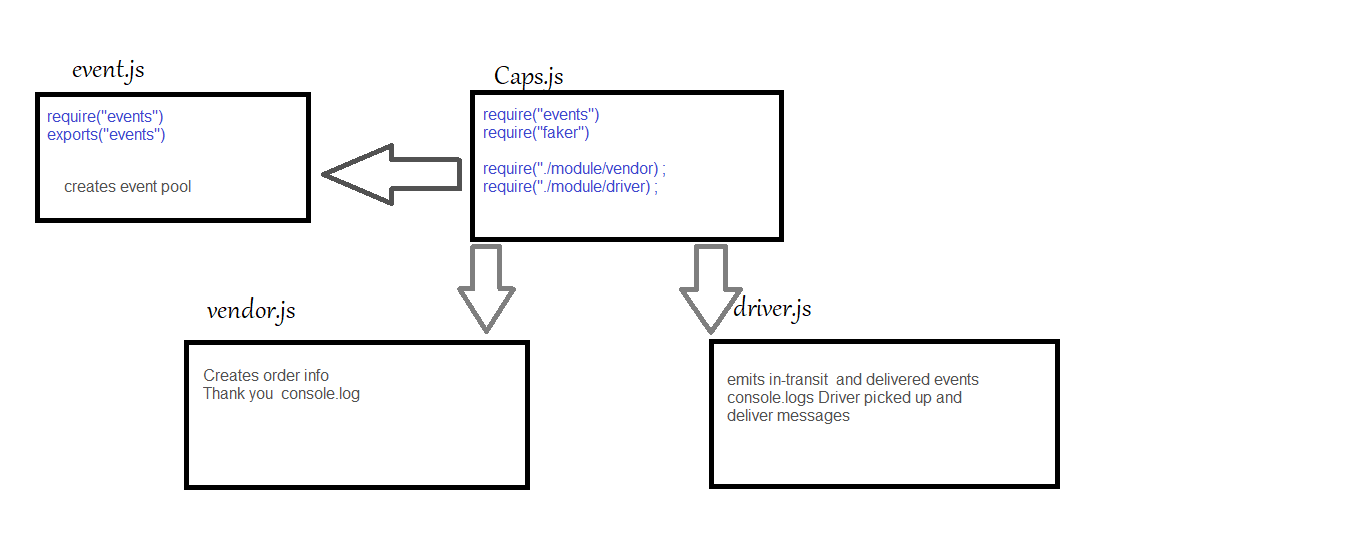 event.js
require("events")
exports("events")
creates event pool
Caps.js
require("events")
require("faker")
require("./module/vendor) ;
require("./module/driver) ;
vendor.js
Creates order info
Thank you  console.log
driver.js
emits in-transit  and delivered events
console.logs Driver picked up and
deliver messages